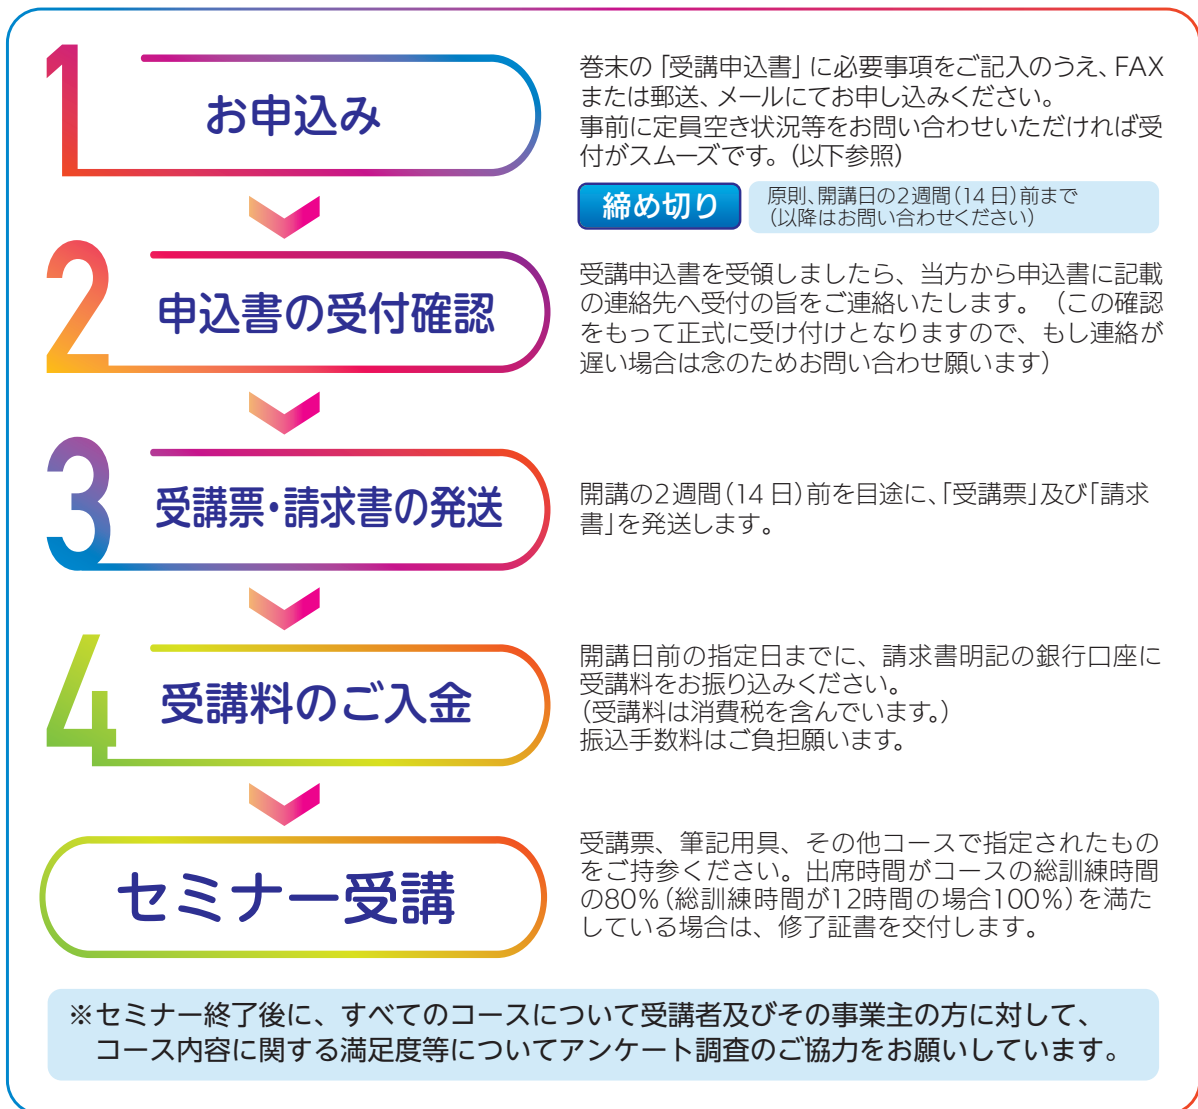 1
お申込み
巻末の「受講申込書」に必要事項をご記入のうえ、FAX
または郵送、メールにてお申し込みください。
事前に定員空き状況等をお問い合わせいただければ受
付がスムーズです。(以下参照)
締め切り
原則、開講日の2週間(14日)前まで
(以降はお問い合わせください)
2
申込書の受付確認
受講申込書を受領しましたら、当方から申込書に記載
の連絡先へ受付の旨をご連絡いたします。(この確認
をもって正式に受け付けとなりますので、もし連絡が
遅い場合は念のためお問い合わせ願います)
3
受講票・請求書の発送
開講の2週間(14日)前を目途に、「受講票」及び「請求
書」を発送します。
4
受講料のご入金
開講日前の指定日までに、請求書明記の銀行口座に
受講料をお振り込みください。
(受講料は消費税を含んでいます。)
振込手数料はご負担願います。
セミナー受講
受講票、筆記用具、その他コースで指定されたもの
をご持参ください。出席時間がコースの総訓練時間
の80%(総訓練時間が12時間の場合100%)を満た
している場合は、修了証書を交付します。
※セミナー終了後に、すべてのコースについて受講者及びその事業主の方に対して、
コース内容に関する満足度等についてアンケート調査のご協力をお願いしています。